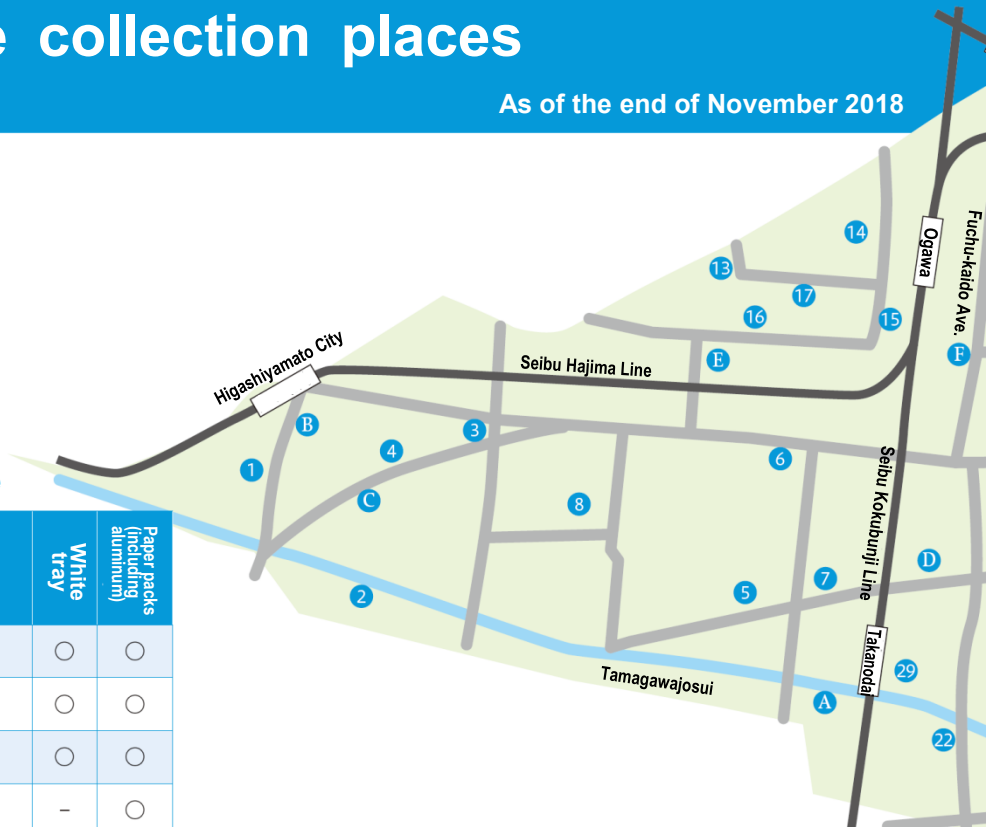 e collection places
As of the end of November 2018
14
Ogawa
Fuchu-kaido Ave.
13
17
16
15
E
F
Higashiyamato City
Seibu Hajima Line
B
3
4
1
6
C
8
Seibu Kokubunji Line
D
7
5
2
Takanodai
29
Tamagawajosui
A
22
White
tray
Paper packs
(including
aluminum)
○ ○
○ ○
○ ○
– ○